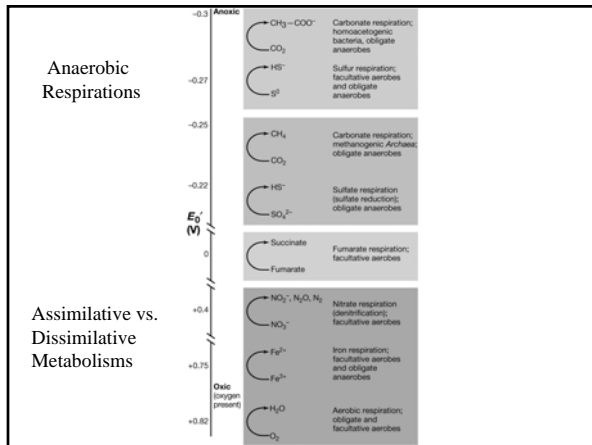 Anaerobic
Respirations
Assimilative vs.
Dissimilative
Metabolisms
−0.3
−0.27
−0.25
−0.22
E₀′
(V)
0
+0.4
+0.75
+0.82
Anoxic
Oxic
(oxygen
present)
CH₃—COO⁻
CO₂
Carbonate respiration;
homoacetogenic
bacteria, obligate
anaerobes
HS⁻
S⁰
Sulfur respiration;
facultative aerobes
and obligate
anaerobes
CH₄
CO₂
Carbonate respiration;
methanogenic Archaea;
obligate anaerobes
HS⁻
SO₄²⁻
Sulfate respiration
(sulfate reduction);
obligate anaerobes
Succinate
Fumarate
Fumarate respiration;
facultative aerobes
NO₂⁻, N₂O, N₂
NO₃⁻
Nitrate respiration
(denitrification);
facultative aerobes
Fe²⁺
Fe³⁺
Iron respiration;
facultative aerobes
and obligate
anaerobes
H₂O
O₂
Aerobic respiration;
obligate and
facultative aerobes